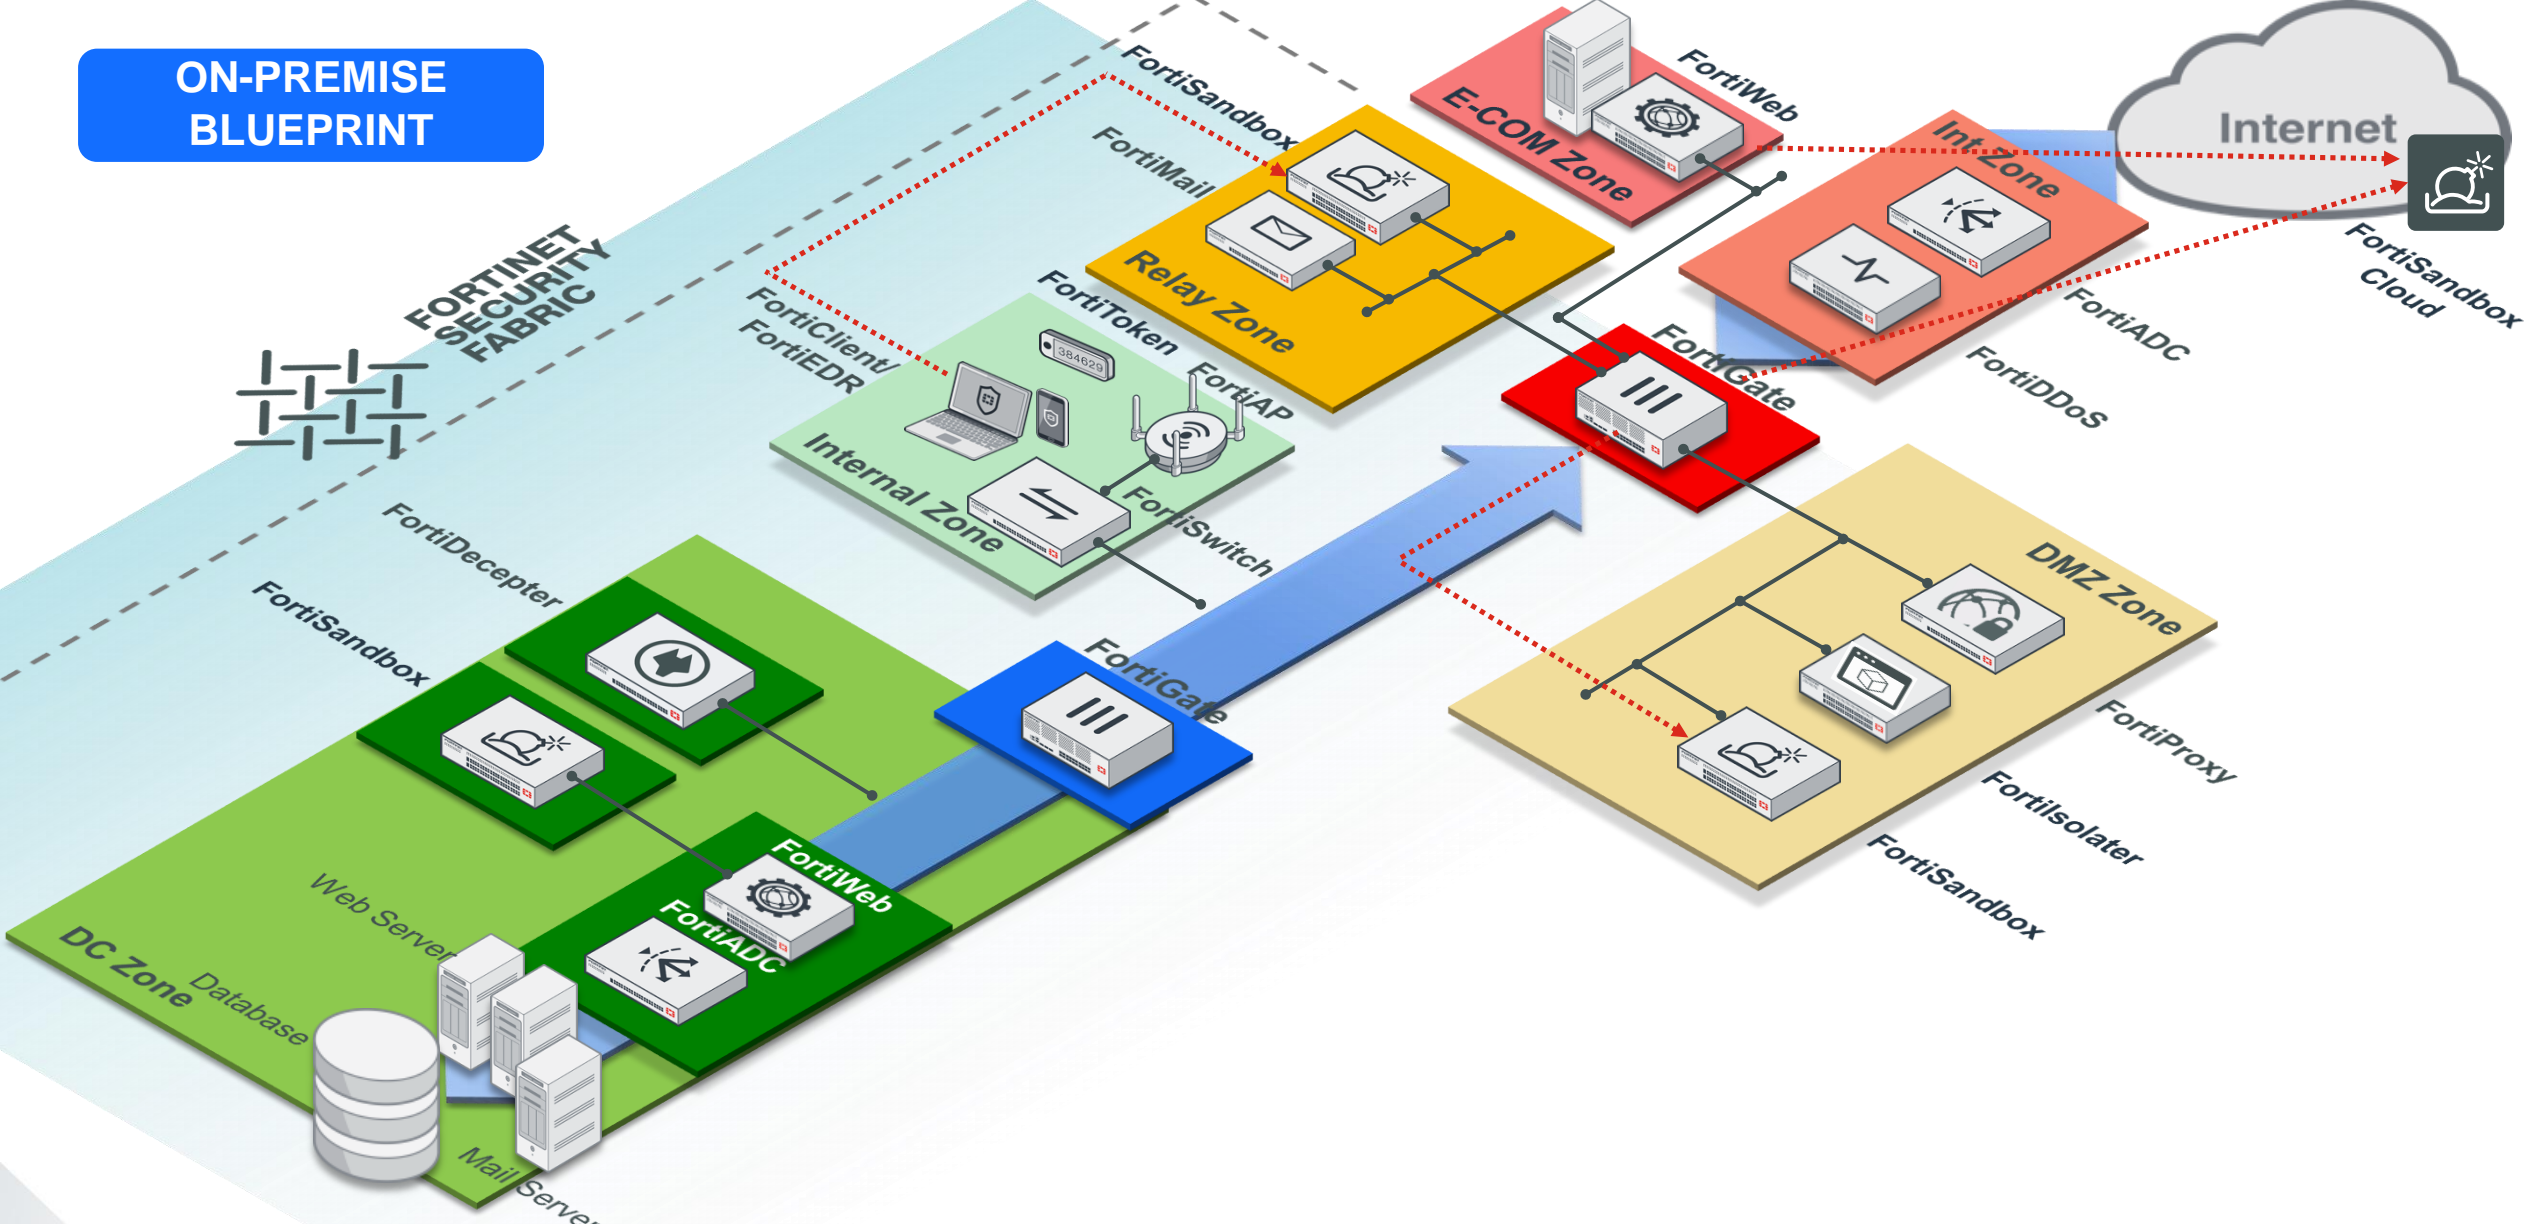 ON-PREMISE
BLUEPRINT
FORTINET
SECURITY
FABRIC
FortiSandbox
FortiMail
Relay Zone
E-COM Zone
FortiWeb
Int Zone
Internet
FortiSandbox
Cloud
FortiADC
FortiDDoS
FortiClient/
FortiEDR
FortiToken
384629
FortiAP
Internal Zone
FortiSwitch
FortiGate
DMZ Zone
FortiProxy
FortiIsolater
FortiSandbox
FortiGate
FortiDecepter
FortiSandbox
FortiWeb
FortiADC
Web Server
Database
DC Zone
Mail Server